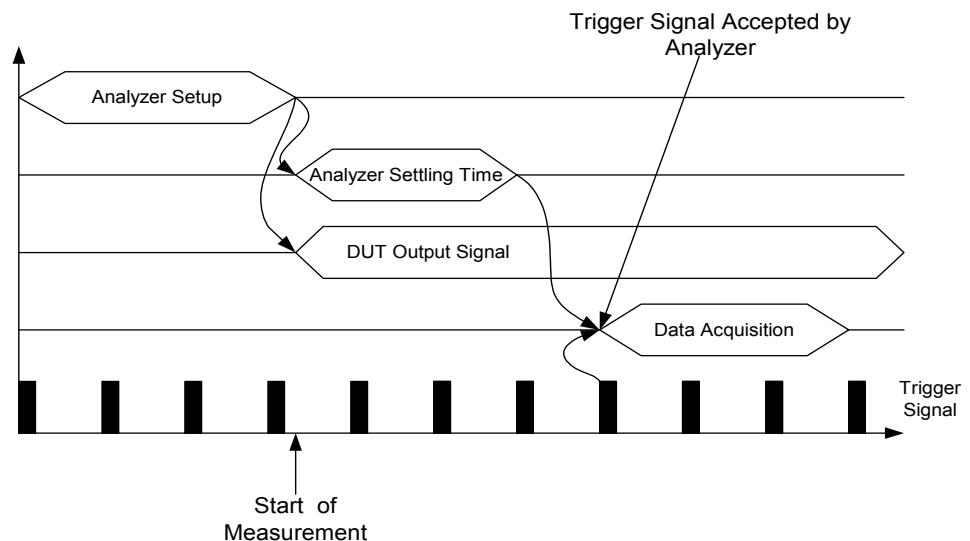 Trigger Signal Accepted by
Analyzer
Analyzer Setup
Analyzer Settling Time
DUT Output Signal
Data Acquisition
Trigger
Signal
Start of
Measurement